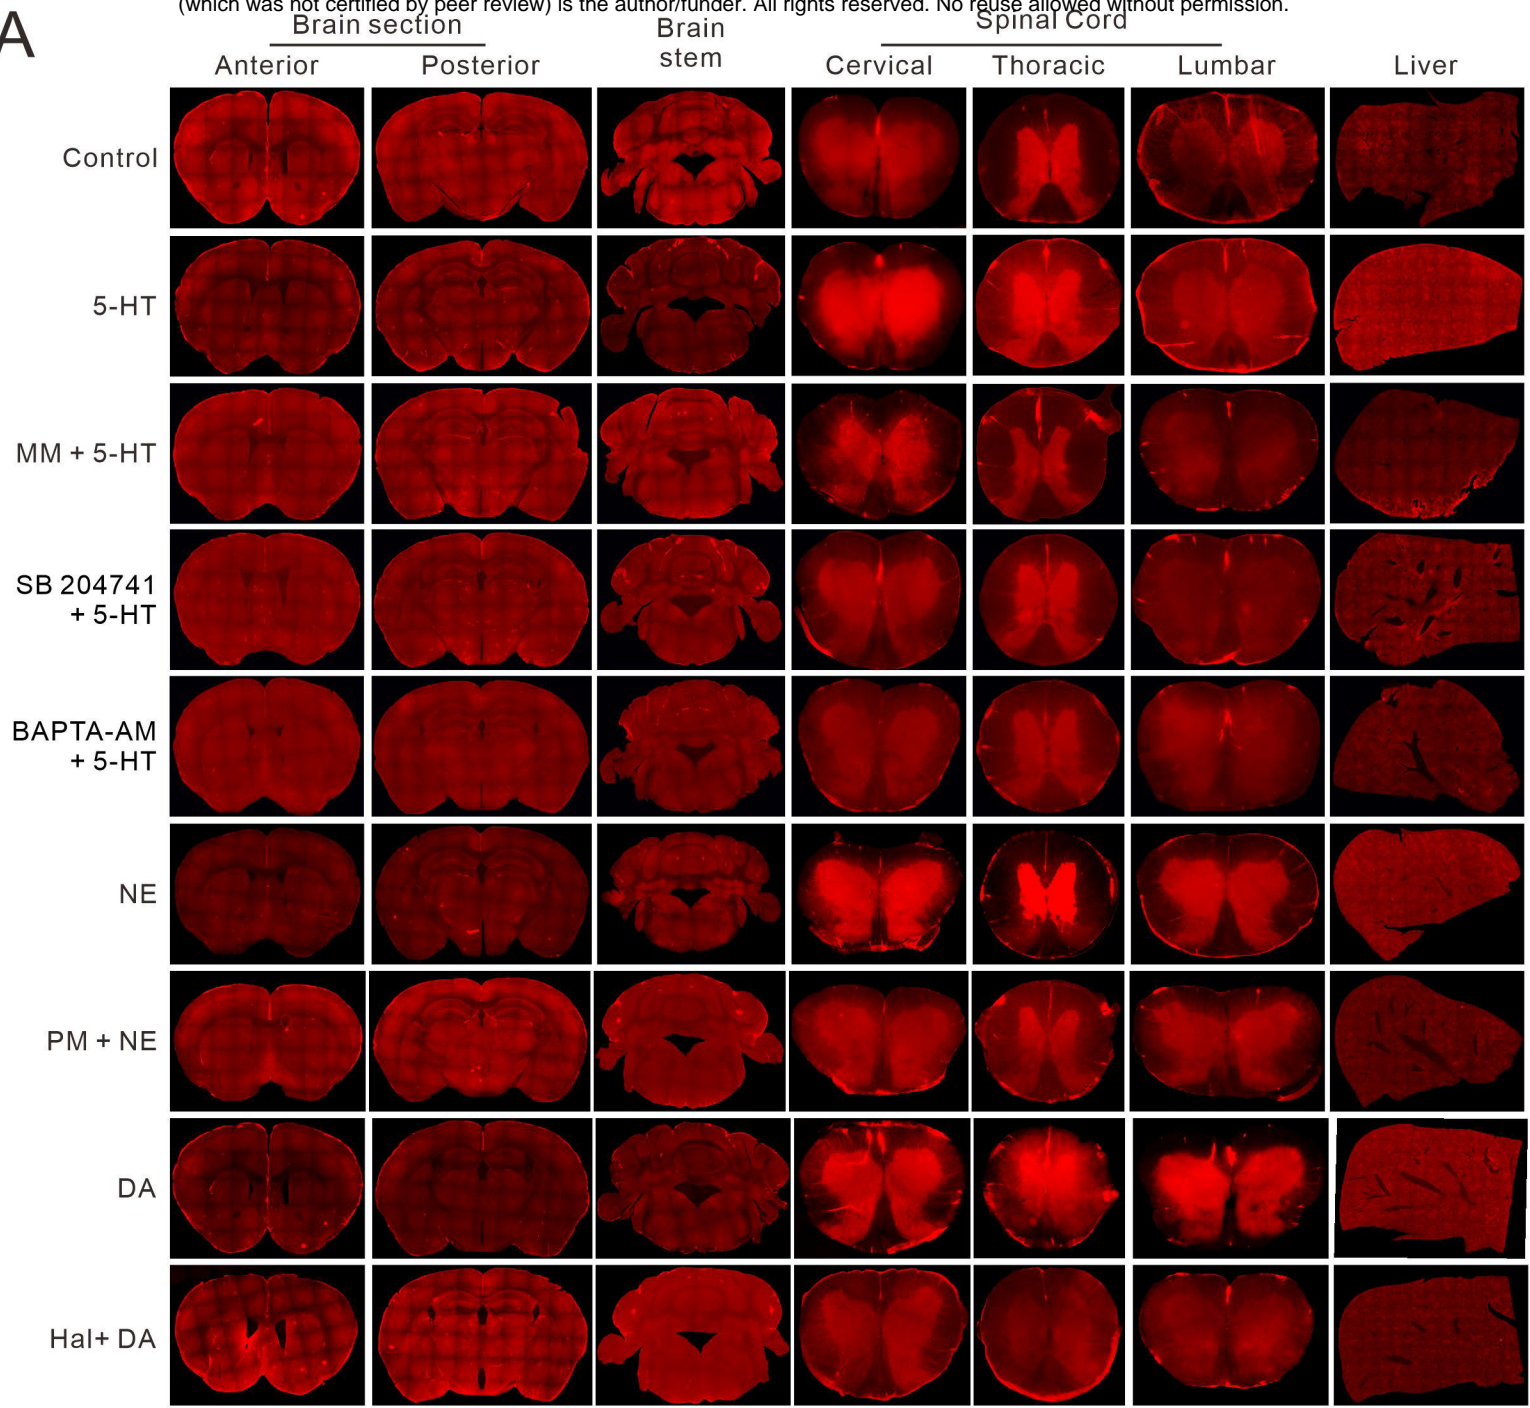 (which was not certified by peer review) is the author/funder. All rights reserved. No reuse allowed without permission.
A
Brain section
Brain stem
Spinal Cord
Anterior
Posterior
Cervical
Thoracic
Lumbar
Liver
Control
5-HT
MM + 5-HT
SB 204741
+ 5-HT
BAPTA-AM
+ 5-HT
NE
PM + NE
DA
Hal+ DA